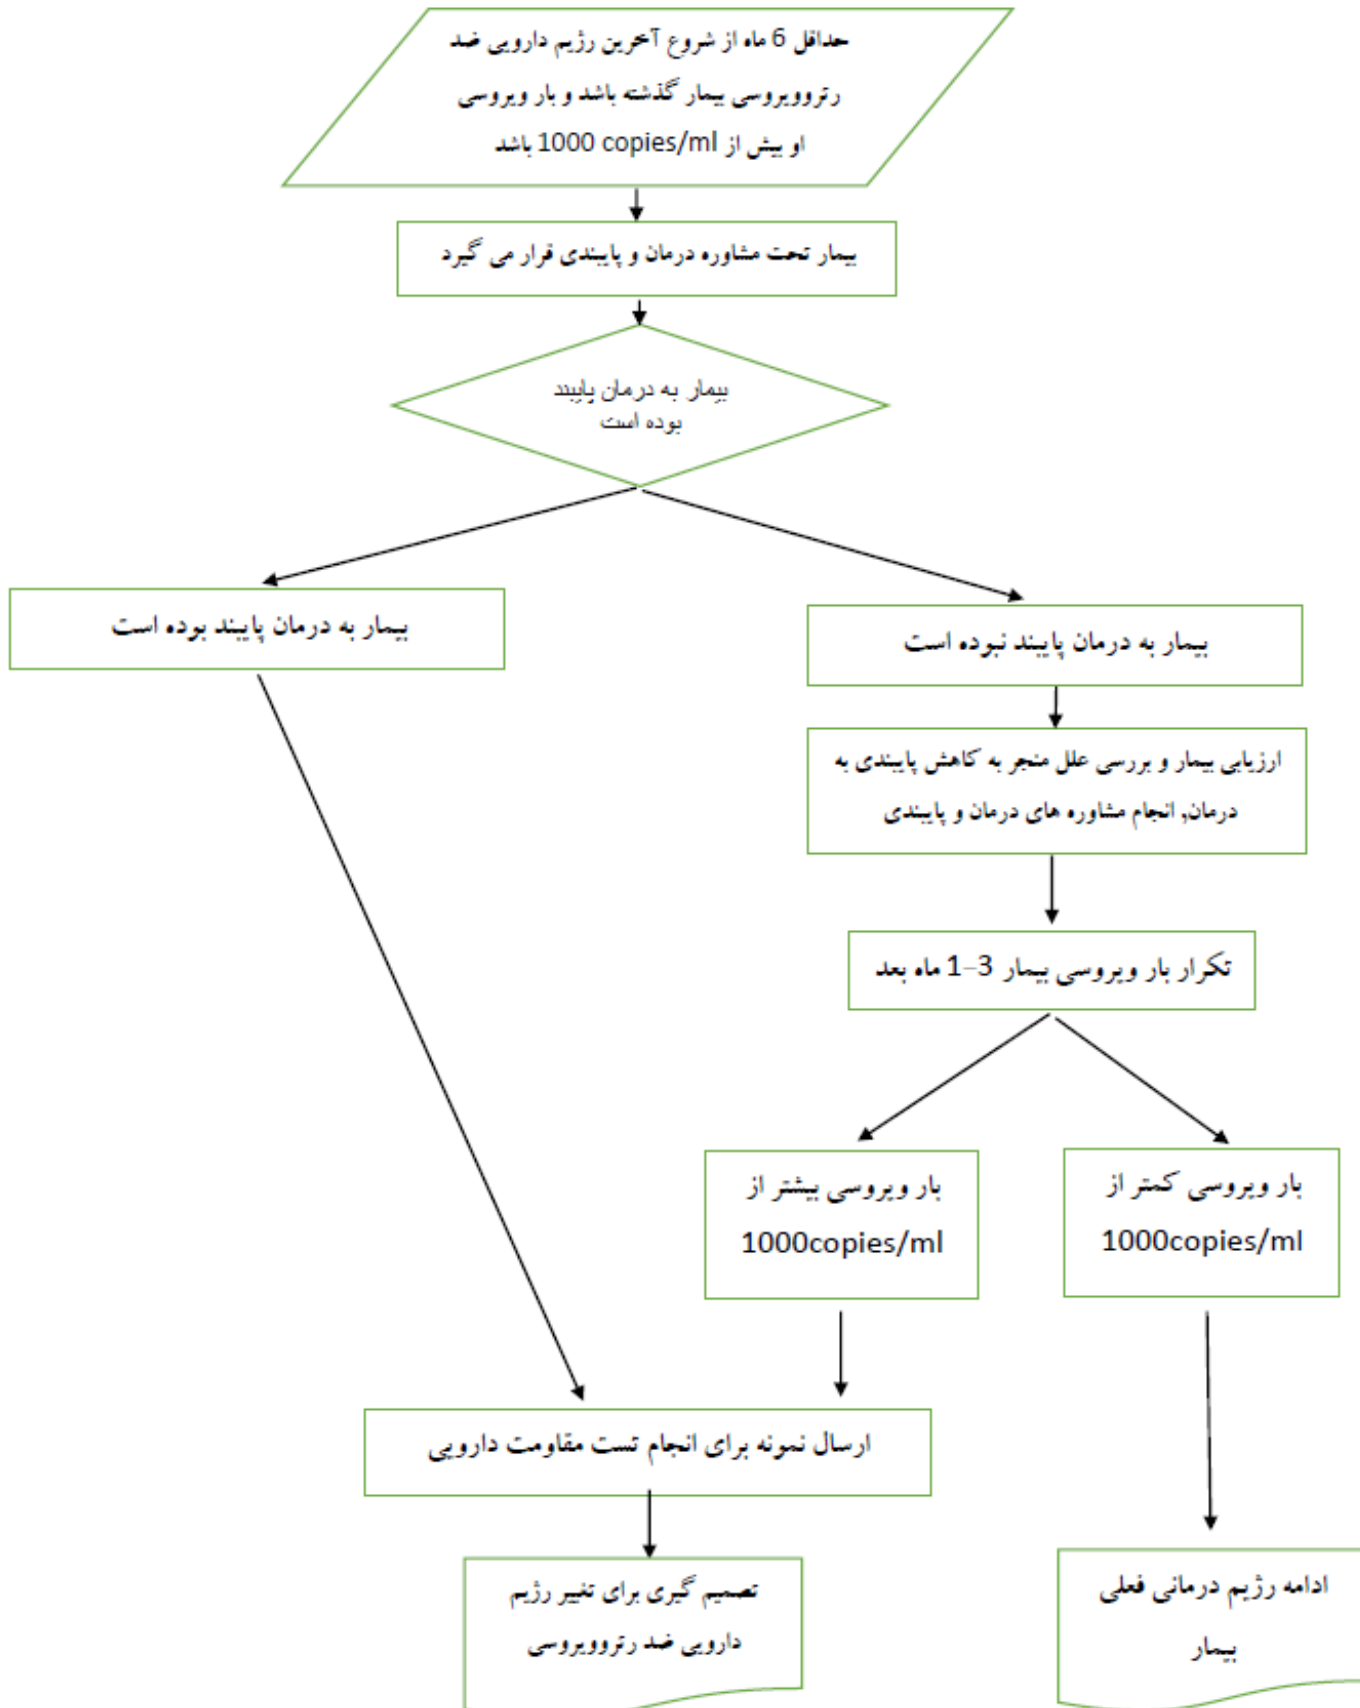 حداقل 6 ماه از شروع آخرین رژیم دارویی ضد
رتروویروسی بیمار گذشته باشد و بار ویروسی
او بیش از 1000 copies/ml باشد
بیمار تحت مشاوره درمان و پایبندی قرار می گیرد
بیمار به درمان پایبند
بوده است
بیمار به درمان پایبند بوده است
بیمار به درمان پایبند نبوده است
ارزیابی بیمار و بررسی علل منجر به کاهش پایبندی به
درمان, انجام مشاوره های درمان و پایبندی
تکرار بار ویروسی بیمار 3–1 ماه بعد
بار ویروسی بیشتر از
1000copies/ml
بار ویروسی کمتر از
1000copies/ml
ارسال نمونه برای انجام تست مقاومت دارویی
تصمیم گیری برای تغییر رژیم
دارویی ضد رتروویروسی
ادامه رژیم درمانی فعلی
بیمار